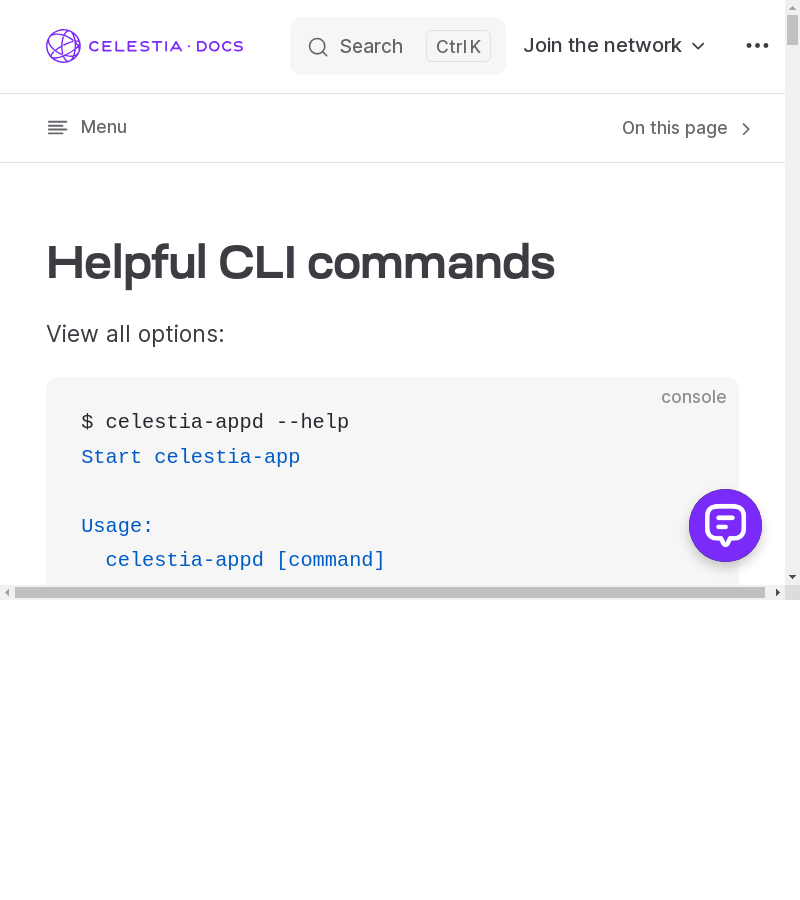 CELESTIA · DOCS
Search Ctrl K
Join the network
Menu
On this page
Helpful CLI commands
View all options:
console
$ celestia-appd --help
Start celestia-app
Usage:
celestia-appd [command]